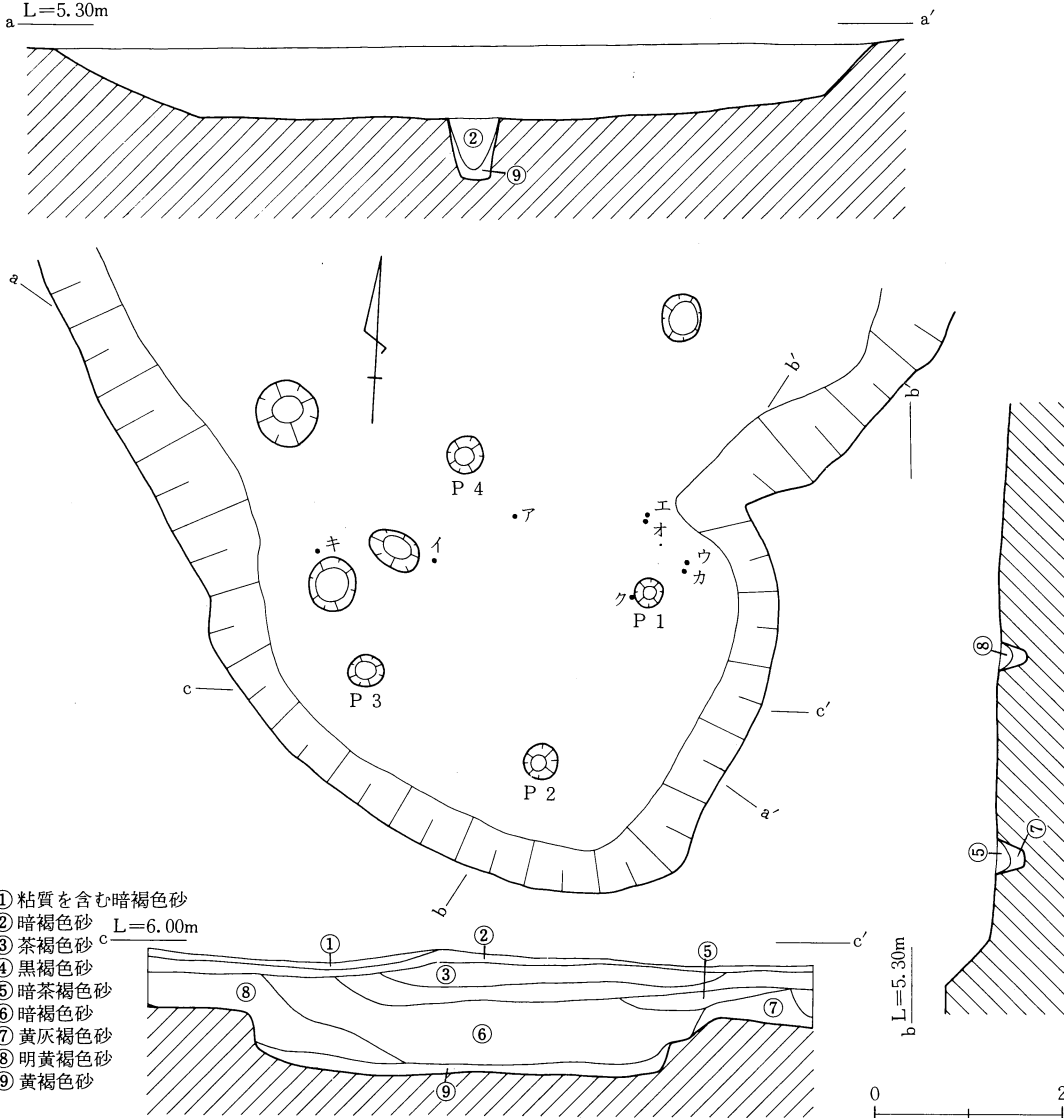 a L=5.30m a′
②
⑨
a
b′
b′
P 4
ア
エ
オ
キ
イ
ウ
カ
ク
P 1
⑧
P 3
c
c′
P 2
a′
⑤ ⑦
b
①粘質を含む暗褐色砂
②暗褐色砂
③茶褐色砂
④黒褐色砂
⑤暗茶褐色砂
⑥暗褐色砂
⑦黄灰褐色砂
⑧明黄褐色砂
⑨黄褐色砂
c L=6.00m c′
① ② ⑤
③
⑧
⑦
⑥
⑨
b L=5.30m
0